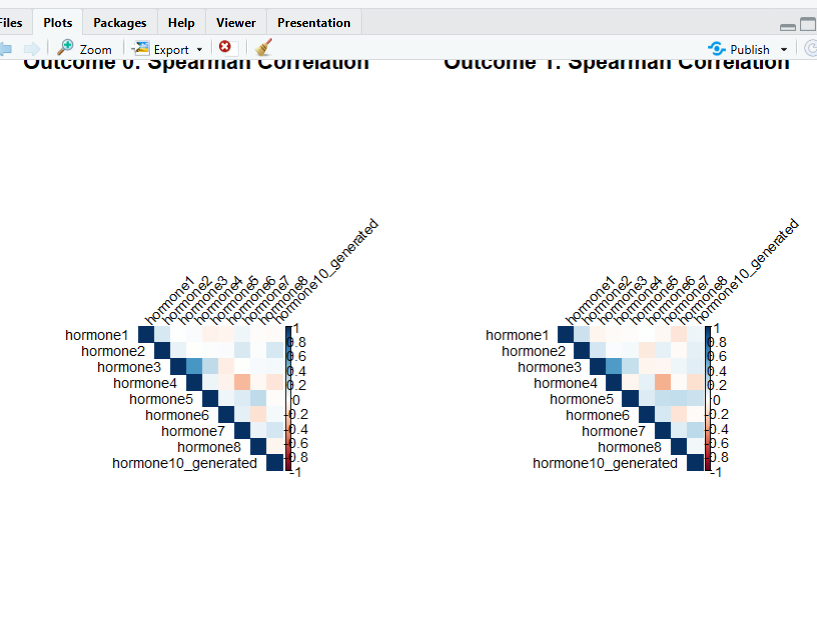 Files Plots Packages Help Viewer Presentation
Zoom Export Publish
Outcome 0: Spearman Correlation Outcome 1: Spearman Correlation
hormone1 hormone2 hormone3 hormone4 hormone5 hormone6 hormone7 hormone8 hormone10_generated
hormone1
hormone2
hormone3
hormone4
hormone5
hormone6
hormone7
hormone8
hormone10_generated
1
0.8
0.6
0.4
0.2
0
-0.2
-0.4
-0.6
-0.8
-1
hormone1 hormone2 hormone3 hormone4 hormone5 hormone6 hormone7 hormone8 hormone10_generated
hormone1
hormone2
hormone3
hormone4
hormone5
hormone6
hormone7
hormone8
hormone10_generated
1
0.8
0.6
0.4
0.2
0
-0.2
-0.4
-0.6
-0.8
-1